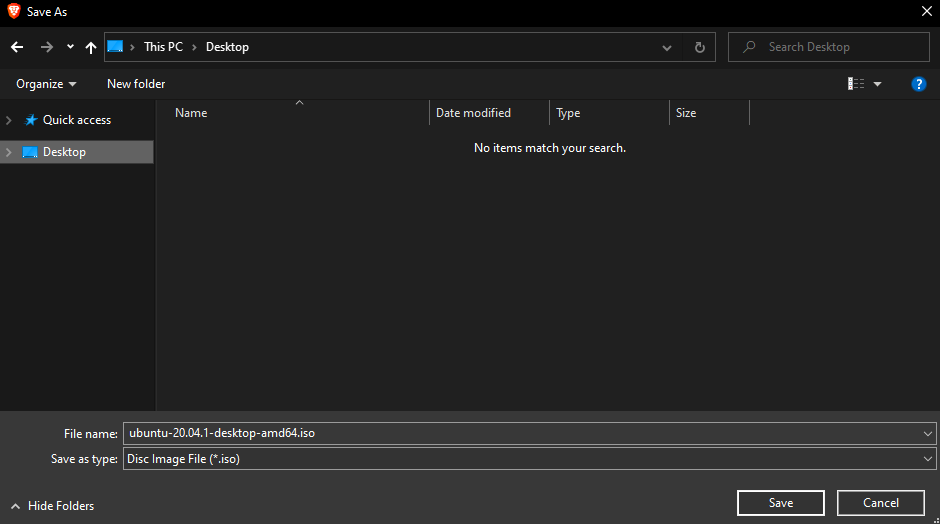 Save As
This PC > Desktop
Search Desktop
Organize
New folder
?
Quick access
Desktop
Name
Date modified
Type
Size
No items match your search.
File name: ubuntu-20.04.1-desktop-amd64.iso
Save as type: Disc Image File (*.iso)
Hide Folders
Save
Cancel